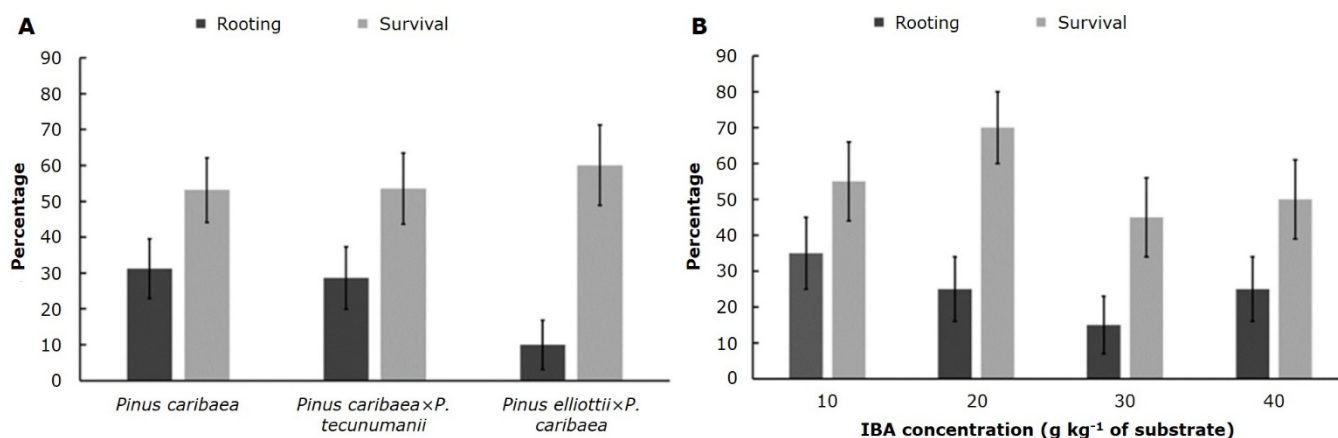 A
Rooting Survival
90
80
70
60
50
40
30
20
10
0
Percentage
Pinus caribaea
Pinus caribaea×P.
tecunumanii
Pinus elliottii×P.
caribaea
B
Rooting Survival
90
80
70
60
50
40
30
20
10
0
Percentage
10 20 30 40
IBA concentration (g kg⁻¹ of substrate)